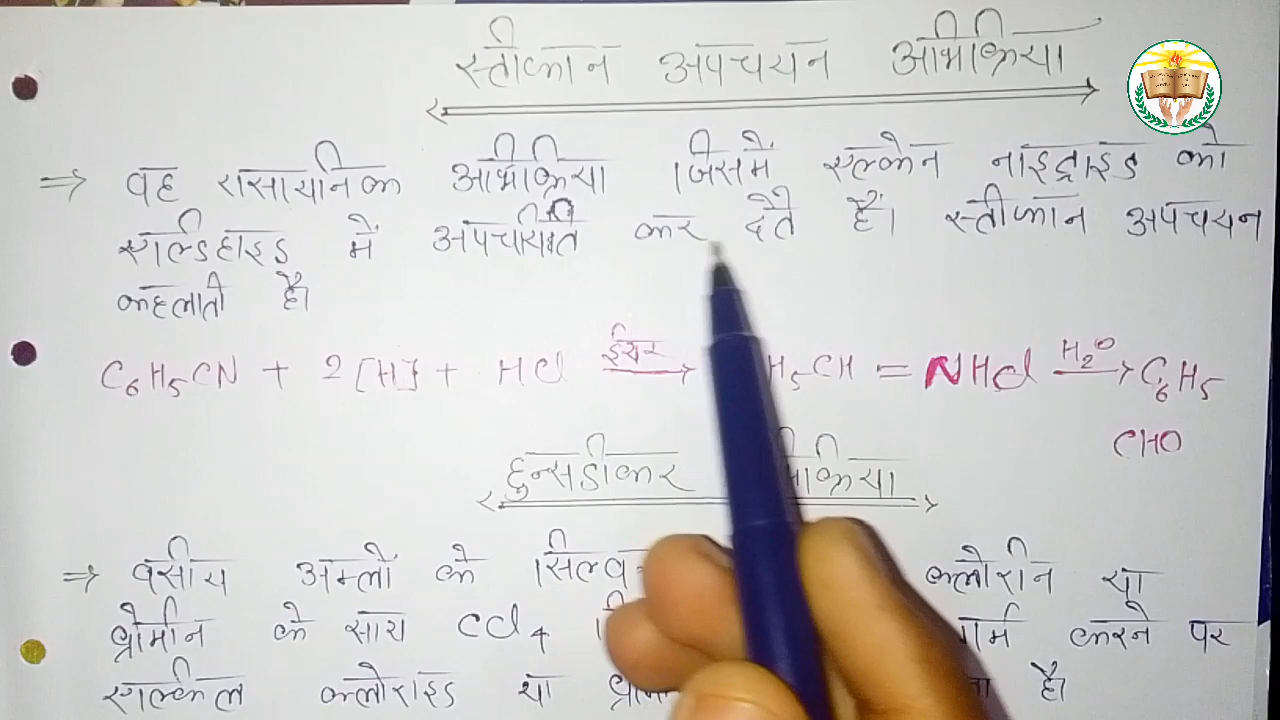 स्तीफान अपचयन अभिक्रिया
⇒ वह रासायनिक अभिक्रिया जिसमें एल्केन नाइट्राइड को
एल्डिहाइड में अपचयित कर देते हैं। स्तीफान अपचयन
कहलाती है।
C₆H₅CN + 2[H] + HCl ईथर → H₅CH = NHCl H₂O → C₆H₅
CHO
हुन्सडीकर
⇒ वसीय अम्लों के क्लोरीन या
ब्रोमीन के साथ CCl₄ गर्म करने पर
एल्किल क्लोराइड या है।